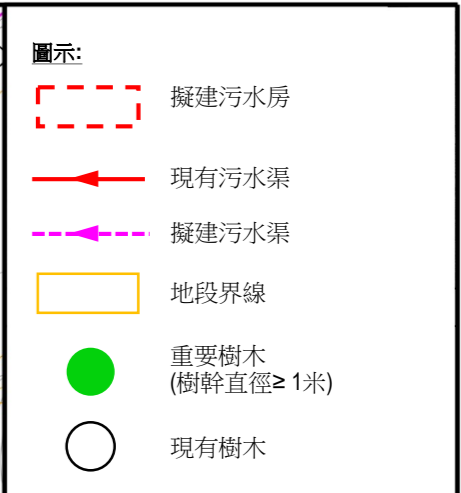 圖示:
擬建污水房
現有污水渠
擬建污水渠
地段界線
重要樹木
(樹幹直徑≥ 1米)
現有樹木